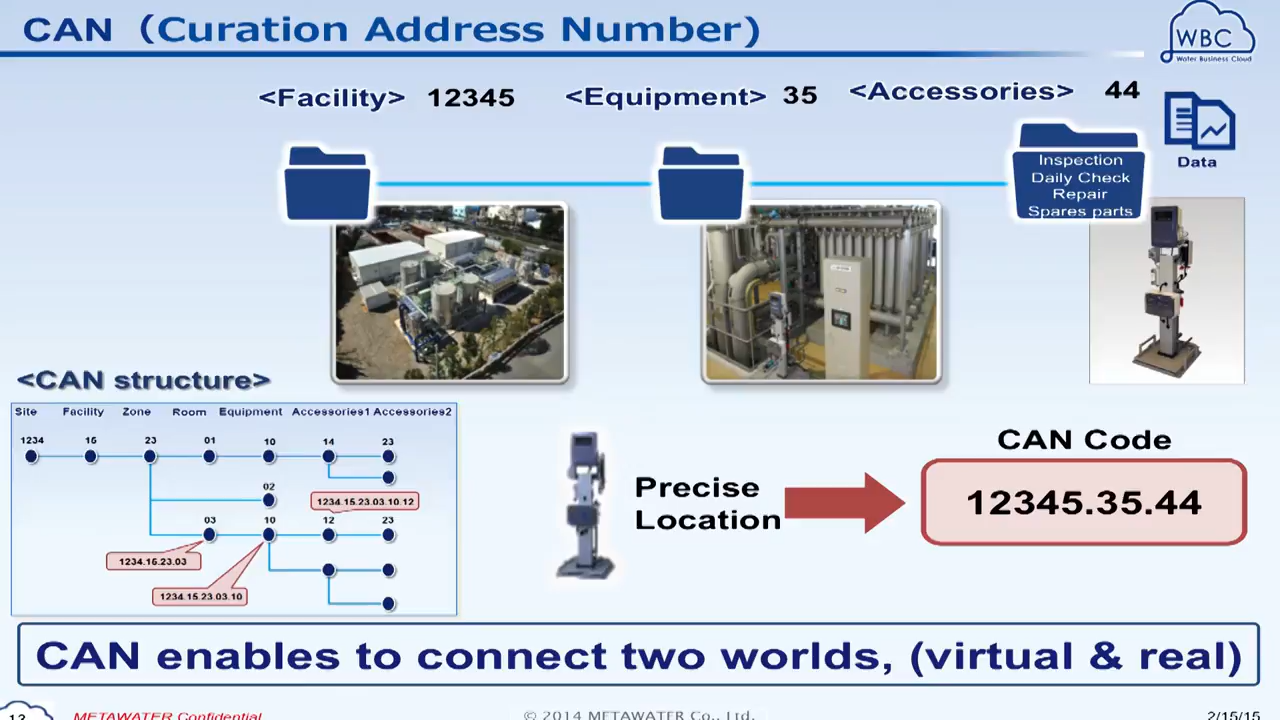 CAN（Curation Address Number）
WBC
Water Business Cloud
<Facility> 12345
<Equipment> 35
<Accessories> 44
Data
Inspection
Daily Check
Repair
Spares parts
<CAN structure>
Site Facility Zone Room Equipment Accessories1 Accessories2
1234 16 23 01 10 14 23
02
1234.15.23.03.10.12
03 10 12 23
1234.16.23.03
1234.15.23.03.10
Precise
Location
CAN Code
12345.35.44
CAN enables to connect two worlds, (virtual & real)
13 METAWATER Confidential © 2014 METAWATER Co., Ltd. 2/15/15